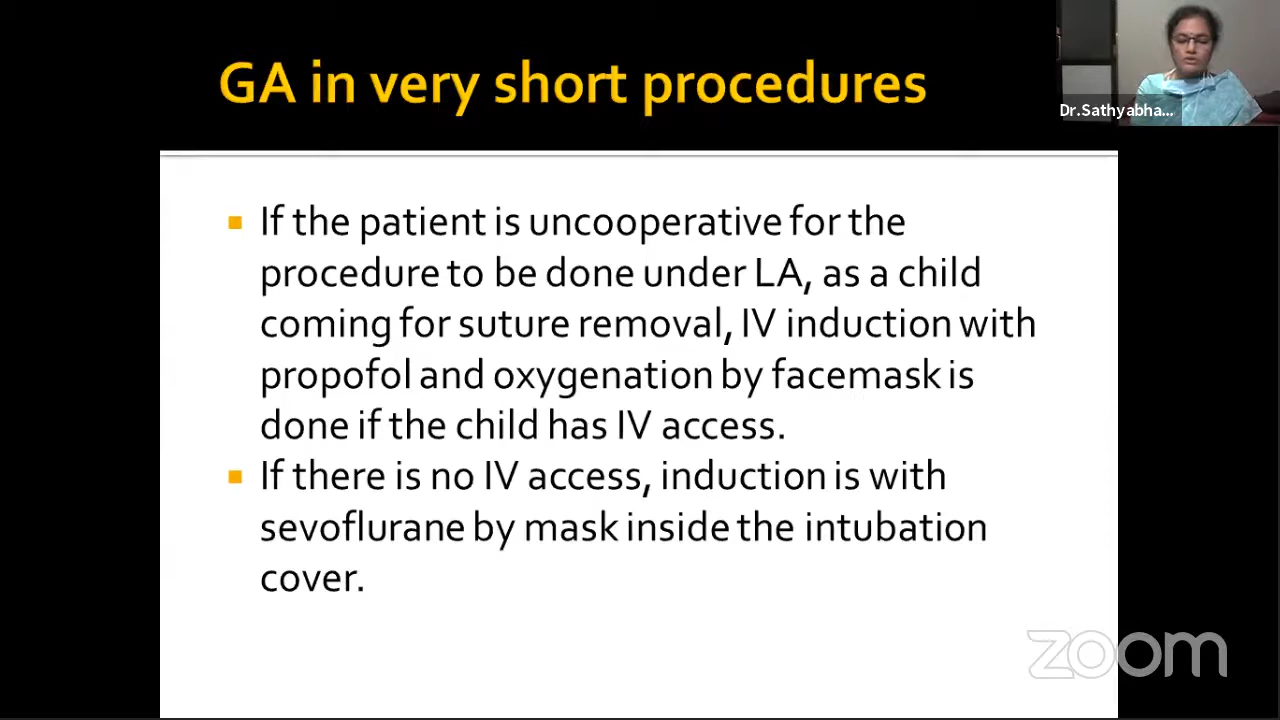 GA in very short procedures
Dr.Sathyabha...
If the patient is uncooperative for the
procedure to be done under LA, as a child
coming for suture removal, IV induction with
propofol and oxygenation by facemask is
done if the child has IV access.
If there is no IV access, induction is with
sevoflurane by mask inside the intubation
cover.
zoom